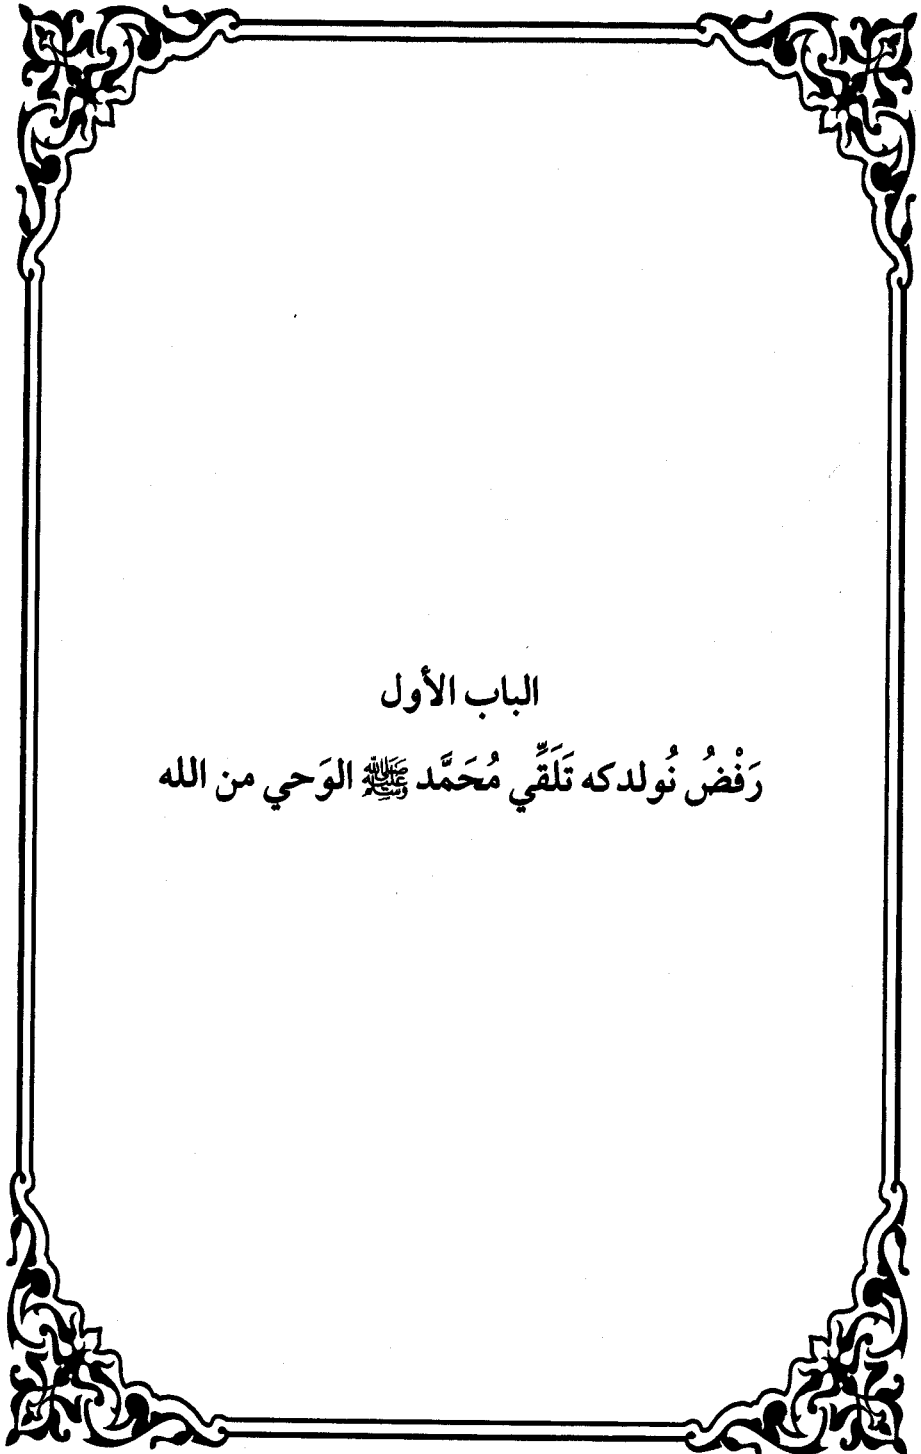 الباب الأول
رَفْضُ نُولدكه تَلَقِّي مُحَمَّد ﷺ الوَحي من الله